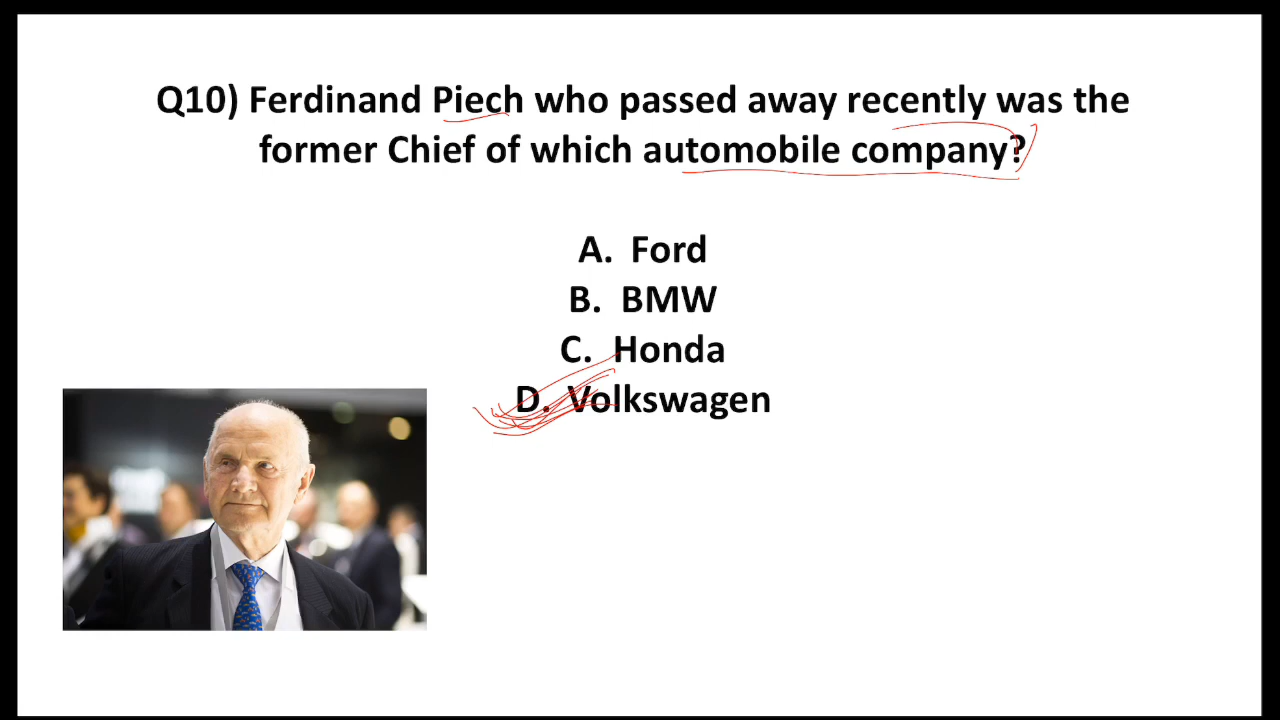 Q10) Ferdinand Piech who passed away recently was the
former Chief of which automobile company?
A. Ford
B. BMW
C. Honda
D. Volkswagen